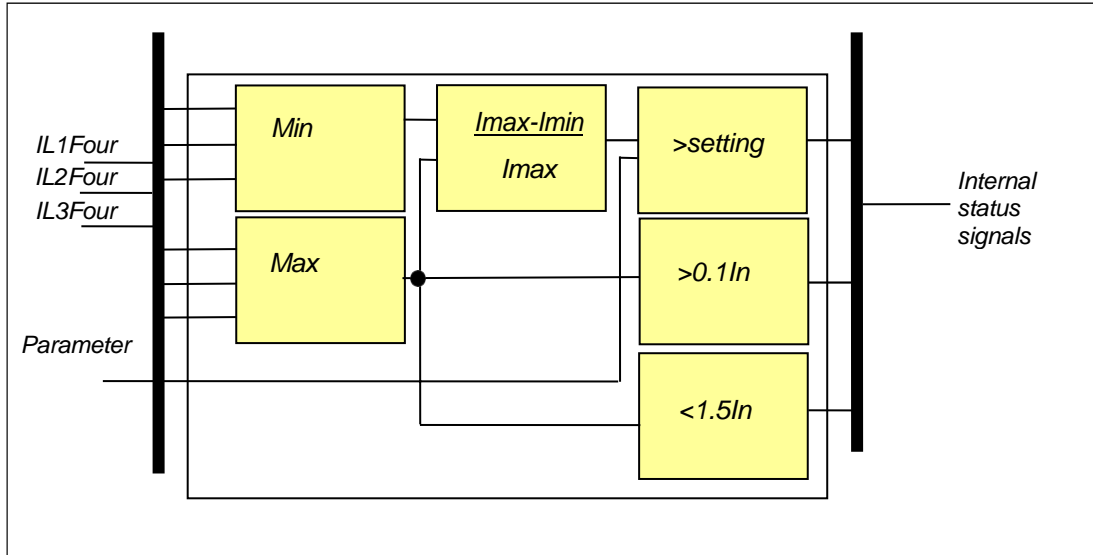 IL1Four
IL2Four
IL3Four
Parameter
Min
Max
Imax-Imin
Imax
>setting
>0.1In
<1.5In
Internal
status
signals